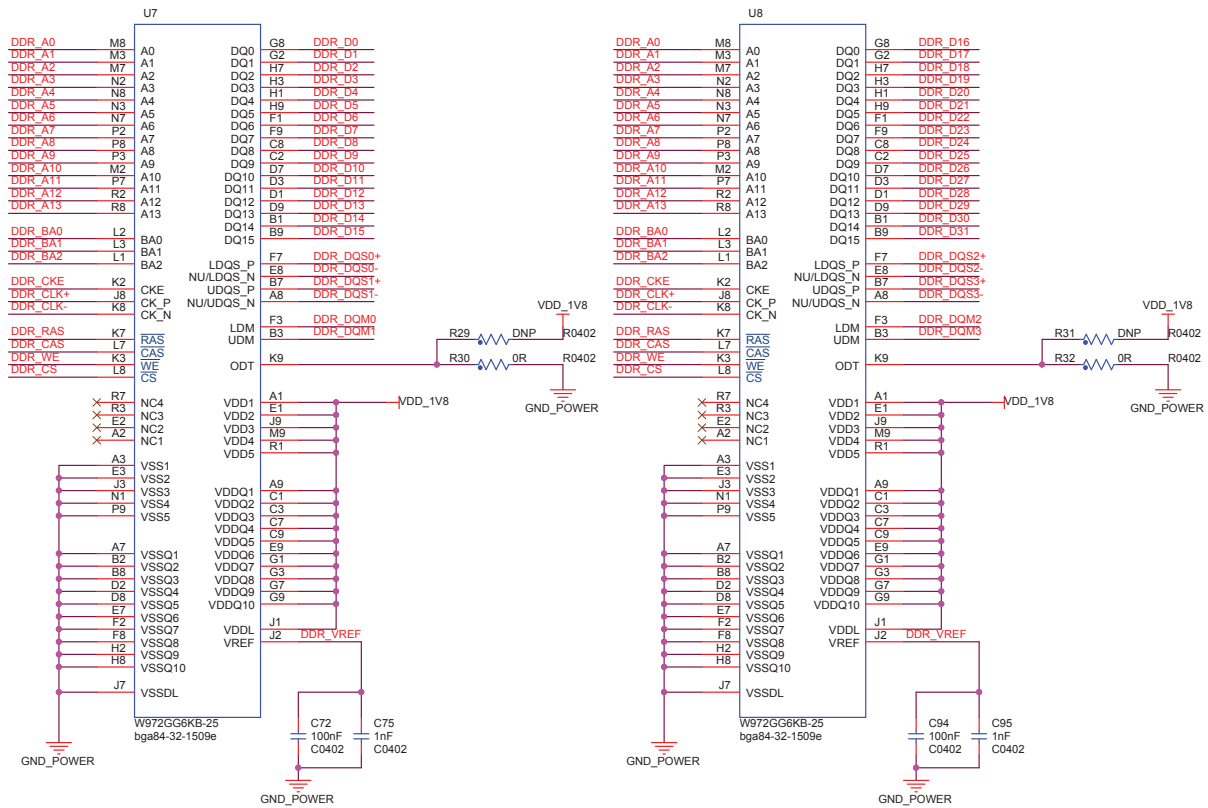 U7
DDR_A0 M8 A0
DDR_A1 M3 A1
DDR_A2 M7 A2
DDR_A3 N2 A3
DDR_A4 N8 A4
DDR_A5 N3 A5
DDR_A6 N7 A6
DDR_A7 P2 A7
DDR_A8 P8 A8
DDR_A9 P3 A9
DDR_A10 M2 A10
DDR_A11 P7 A11
DDR_A12 R2 A12
DDR_A13 R8 A13
DDR_BA0 L2 BA0
DDR_BA1 L3 BA1
DDR_BA2 L1 BA2
DDR_CKE K2 CKE
DDR_CLK+ J8 CK_P
DDR_CLK- K8 CK_N
DDR_RAS K7 RAS
DDR_CAS L7 CAS
DDR_WE K3 WE
DDR_CS L8 CS
R7 NC4
R3 NC3
E2 NC2
A2 NC1
A3 VSS1
E3 VSS2
J3 VSS3
N1 VSS4
P9 VSS5
A7 VSSQ1
B2 VSSQ2
B8 VSSQ3
D2 VSSQ4
D8 VSSQ5
E7 VSSQ6
F2 VSSQ7
F8 VSSQ8
H2 VSSQ9
H8 VSSQ10
J7 VSSDL
GND_POWER
DQ0 G8 DDR_D0
DQ1 G2 DDR_D1
DQ2 H7 DDR_D2
DQ3 H3 DDR_D3
DQ4 H1 DDR_D4
DQ5 H9 DDR_D5
DQ6 F1 DDR_D6
DQ7 F9 DDR_D7
DQ8 C8 DDR_D8
DQ9 C2 DDR_D9
DQ10 D7 DDR_D10
DQ11 D3 DDR_D11
DQ12 D1 DDR_D12
DQ13 D9 DDR_D13
DQ14 B1 DDR_D14
DQ15 B9 DDR_D15
LDQS_P F7 DDR_DQS0+
NU/LDQS_N E8 DDR_DQS0-
UDQS_P B7 DDR_DQS1+
NU/UDQS_N A8 DDR_DQS1-
VDD_1V8
LDM F3 DDR_DQM0
UDM B3 DDR_DQM1
R29 DNP R0402
ODT K9 R30 0R R0402
GND_POWER
VDD1 A1 VDD_1V8
VDD2 E1
VDD3 J9
VDD4 M9
VDD5 R1
VDDQ1 A9
VDDQ2 C1
VDDQ3 C3
VDDQ4 C7
VDDQ5 C9
VDDQ6 E9
VDDQ7 G1
VDDQ8 G3
VDDQ9 G7
VDDQ10 G9
VDDL J1
VREF J2 DDR_VREF
W972GG6KB-25
bga84-32-1509e
C72 100nF C0402
C75 1nF C0402
GND_POWER
U8
DDR_A0 M8 A0
DDR_A1 M3 A1
DDR_A2 M7 A2
DDR_A3 N2 A3
DDR_A4 N8 A4
DDR_A5 N3 A5
DDR_A6 N7 A6
DDR_A7 P2 A7
DDR_A8 P8 A8
DDR_A9 P3 A9
DDR_A10 M2 A10
DDR_A11 P7 A11
DDR_A12 R2 A12
DDR_A13 R8 A13
DDR_BA0 L2 BA0
DDR_BA1 L3 BA1
DDR_BA2 L1 BA2
DDR_CKE K2 CKE
DDR_CLK+ J8 CK_P
DDR_CLK- K8 CK_N
DDR_RAS K7 RAS
DDR_CAS L7 CAS
DDR_WE K3 WE
DDR_CS L8 CS
R7 NC4
R3 NC3
E2 NC2
A2 NC1
A3 VSS1
E3 VSS2
J3 VSS3
N1 VSS4
P9 VSS5
A7 VSSQ1
B2 VSSQ2
B8 VSSQ3
D2 VSSQ4
D8 VSSQ5
E7 VSSQ6
F2 VSSQ7
F8 VSSQ8
H2 VSSQ9
H8 VSSQ10
J7 VSSDL
GND_POWER
DQ0 G8 DDR_D16
DQ1 G2 DDR_D17
DQ2 H7 DDR_D18
DQ3 H3 DDR_D19
DQ4 H1 DDR_D20
DQ5 H9 DDR_D21
DQ6 F1 DDR_D22
DQ7 F9 DDR_D23
DQ8 C8 DDR_D24
DQ9 C2 DDR_D25
DQ10 D7 DDR_D26
DQ11 D3 DDR_D27
DQ12 D1 DDR_D28
DQ13 D9 DDR_D29
DQ14 B1 DDR_D30
DQ15 B9 DDR_D31
LDQS_P F7 DDR_DQS2+
NU/LDQS_N E8 DDR_DQS2-
UDQS_P B7 DDR_DQS3+
NU/UDQS_N A8 DDR_DQS3-
VDD_1V8
LDM F3 DDR_DQM2
UDM B3 DDR_DQM3
R31 DNP R0402
ODT K9 R32 0R R0402
GND_POWER
VDD1 A1 VDD_1V8
VDD2 E1
VDD3 J9
VDD4 M9
VDD5 R1
VDDQ1 A9
VDDQ2 C1
VDDQ3 C3
VDDQ4 C7
VDDQ5 C9
VDDQ6 E9
VDDQ7 G1
VDDQ8 G3
VDDQ9 G7
VDDQ10 G9
VDDL J1
VREF J2 DDR_VREF
W972GG6KB-25
bga84-32-1509e
C94 100nF C0402
C95 1nF C0402
GND_POWER